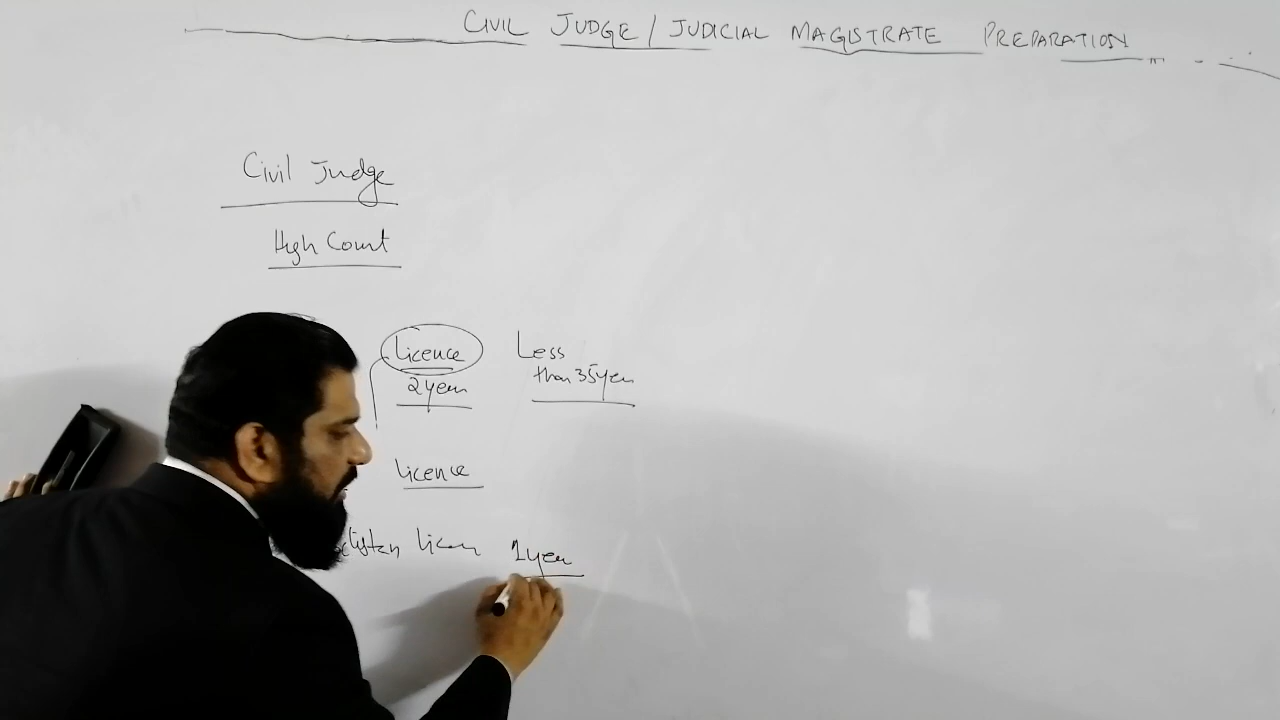 CIVIL JUDGE / JUDICIAL MAGISTRATE PREPARATION
Civil Judge
High Court
Licence Less
2 year than 35 year
Licence
1 year